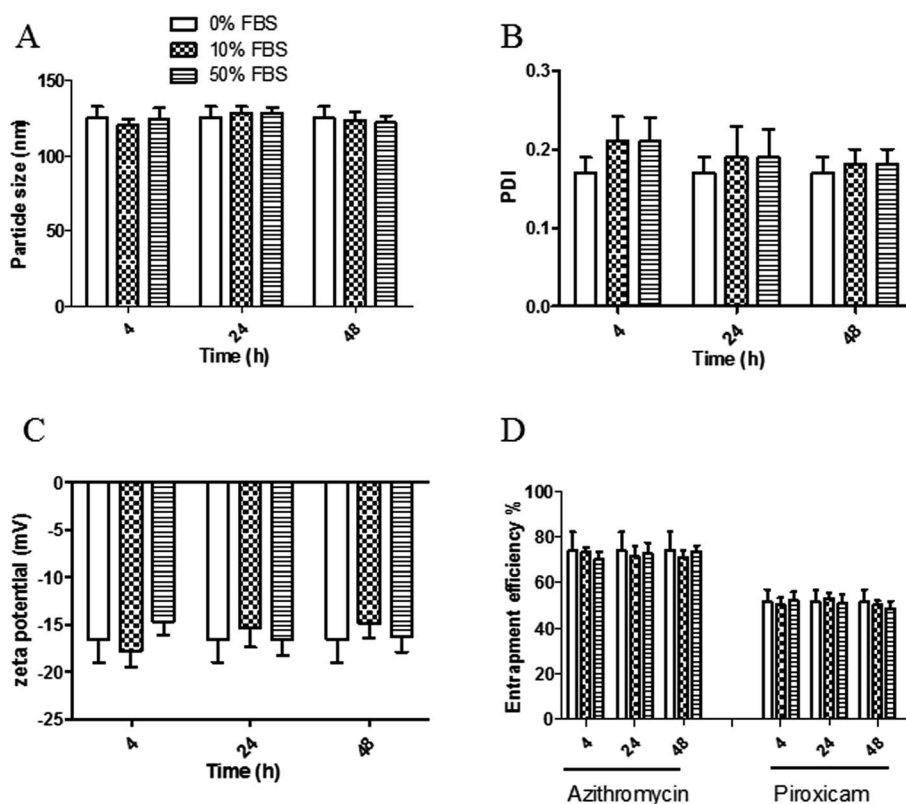 A
0% FBS
10% FBS
50% FBS
Particle size (nm)
150
100
50
0
4
24
48
Time (h)
B
PDI
0.3
0.2
0.1
0.0
4
24
48
Time (h)
C
zeta potential (mV)
0
-5
-10
-15
-20
-25
4
24
48
Time (h)
D
Entrapment efficiency %
100
80
60
40
20
0
4
24
48
4
24
48
Azithromycin
Piroxicam